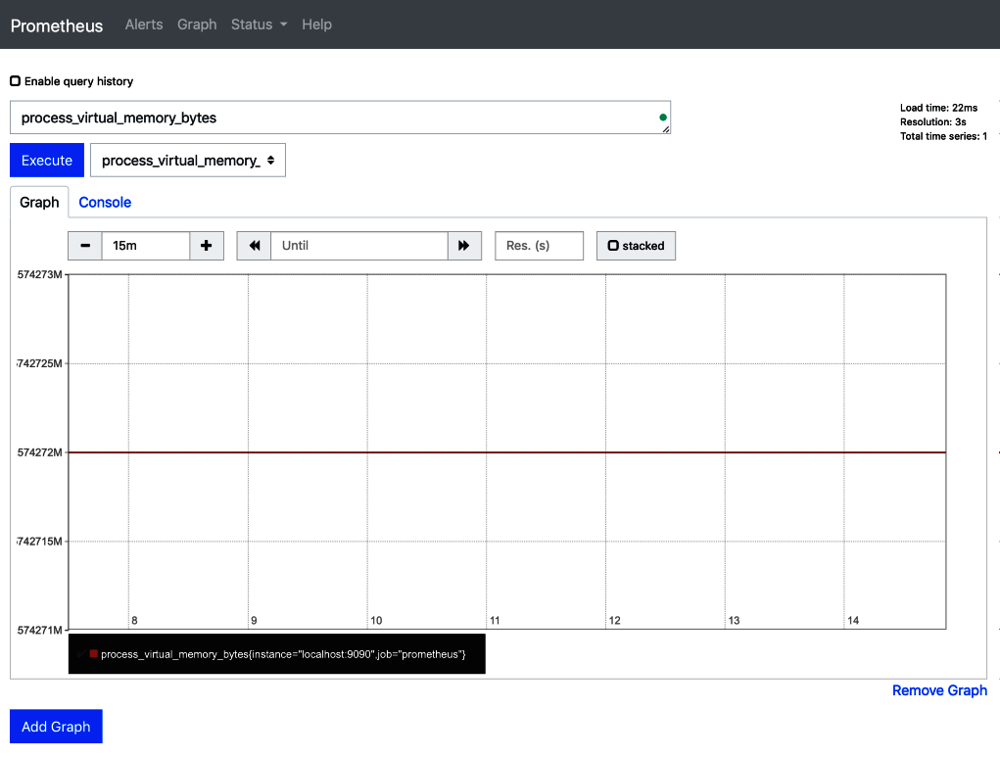 Prometheus Alerts Graph Status Help
Enable query history
process_virtual_memory_bytes
Load time: 22ms
Resolution: 3s
Total time series: 1
Execute process_virtual_memory_
Graph Console
15m Until Res. (s) stacked
574273M
742725M
574272M
742715M
574271M
8 9 10 11 12 13 14
process_virtual_memory_bytes{instance="localhost:9090",job="prometheus"}
Remove Graph
Add Graph